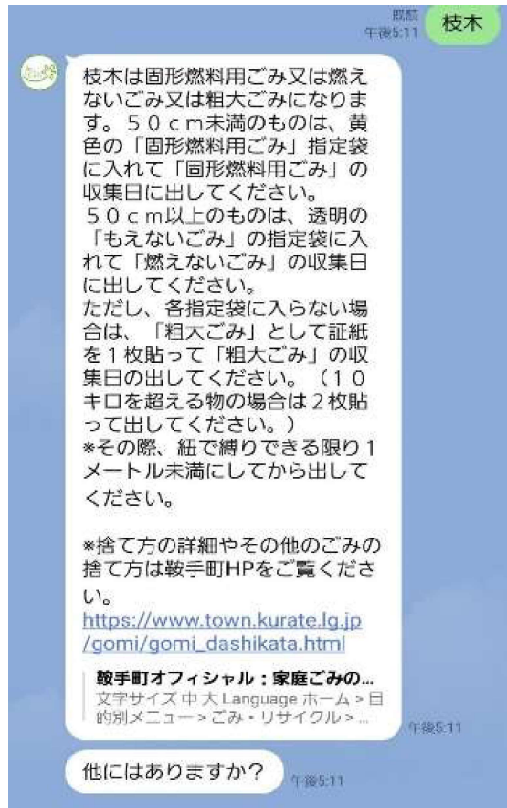 既読
午後5:11
枝木
枝木は固形燃料用ごみ又は燃え
ないごみ又は粗大ごみになりま
す。５０ｃｍ未満のものは、黄
色の「固形燃料用ごみ」指定袋
に入れて「固形燃料用ごみ」の
収集日に出してください。
５０ｃｍ以上のものは、透明の
「もえないごみ」の指定袋に入
れて「燃えないごみ」の収集日
に出してください。
ただし、各指定袋に入らない場
合は、「粗大ごみ」として証紙
を１枚貼って「粗大ごみ」の収
集日の出してください。（１０
キロを超える物の場合は２枚貼
って出してください。）
*その際、紐で縛りできる限り１
メートル未満にしてから出して
ください。
*捨て方の詳細やその他のごみの
捨て方は鞍手町HPをご覧くださ
い。
https://www.town.kurate.lg.jp
/gomi/gomi_dashikata.html
鞍手町オフィシャル：家庭ごみの...
文字サイズ 中 大 Language ホーム > 目
的別メニュー > ごみ・リサイクル > ...
午後5:11
他にはありますか？
午後5:11